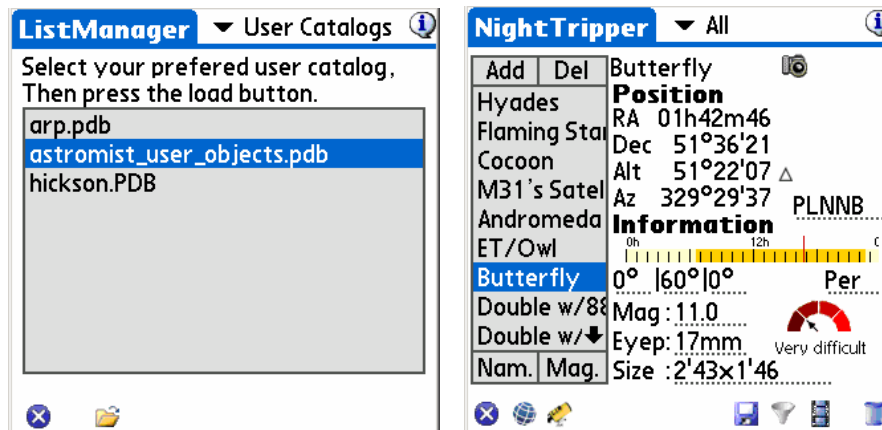 ListManager
User Catalogs
Select your prefered user catalog,
Then press the load button.
arp.pdb
astromist_user_objects.pdb
hickson.PDB
NightTripper
All
Add Del
Hyades
Flaming Star
Cocoon
M31's Satel
Andromeda
ET/Owl
Butterfly
Double w/88
Double w/
Nam. Mag.
Butterfly
Position
RA 01h42m46
Dec 51°36'21
Alt 51°22'07
Az 329°29'37
PLNNB
Information
0h 12h 0
0° |60°|0° Per
Mag : 11.0
Eyep: 17mm
Very difficult
Size : 2'43x1'46